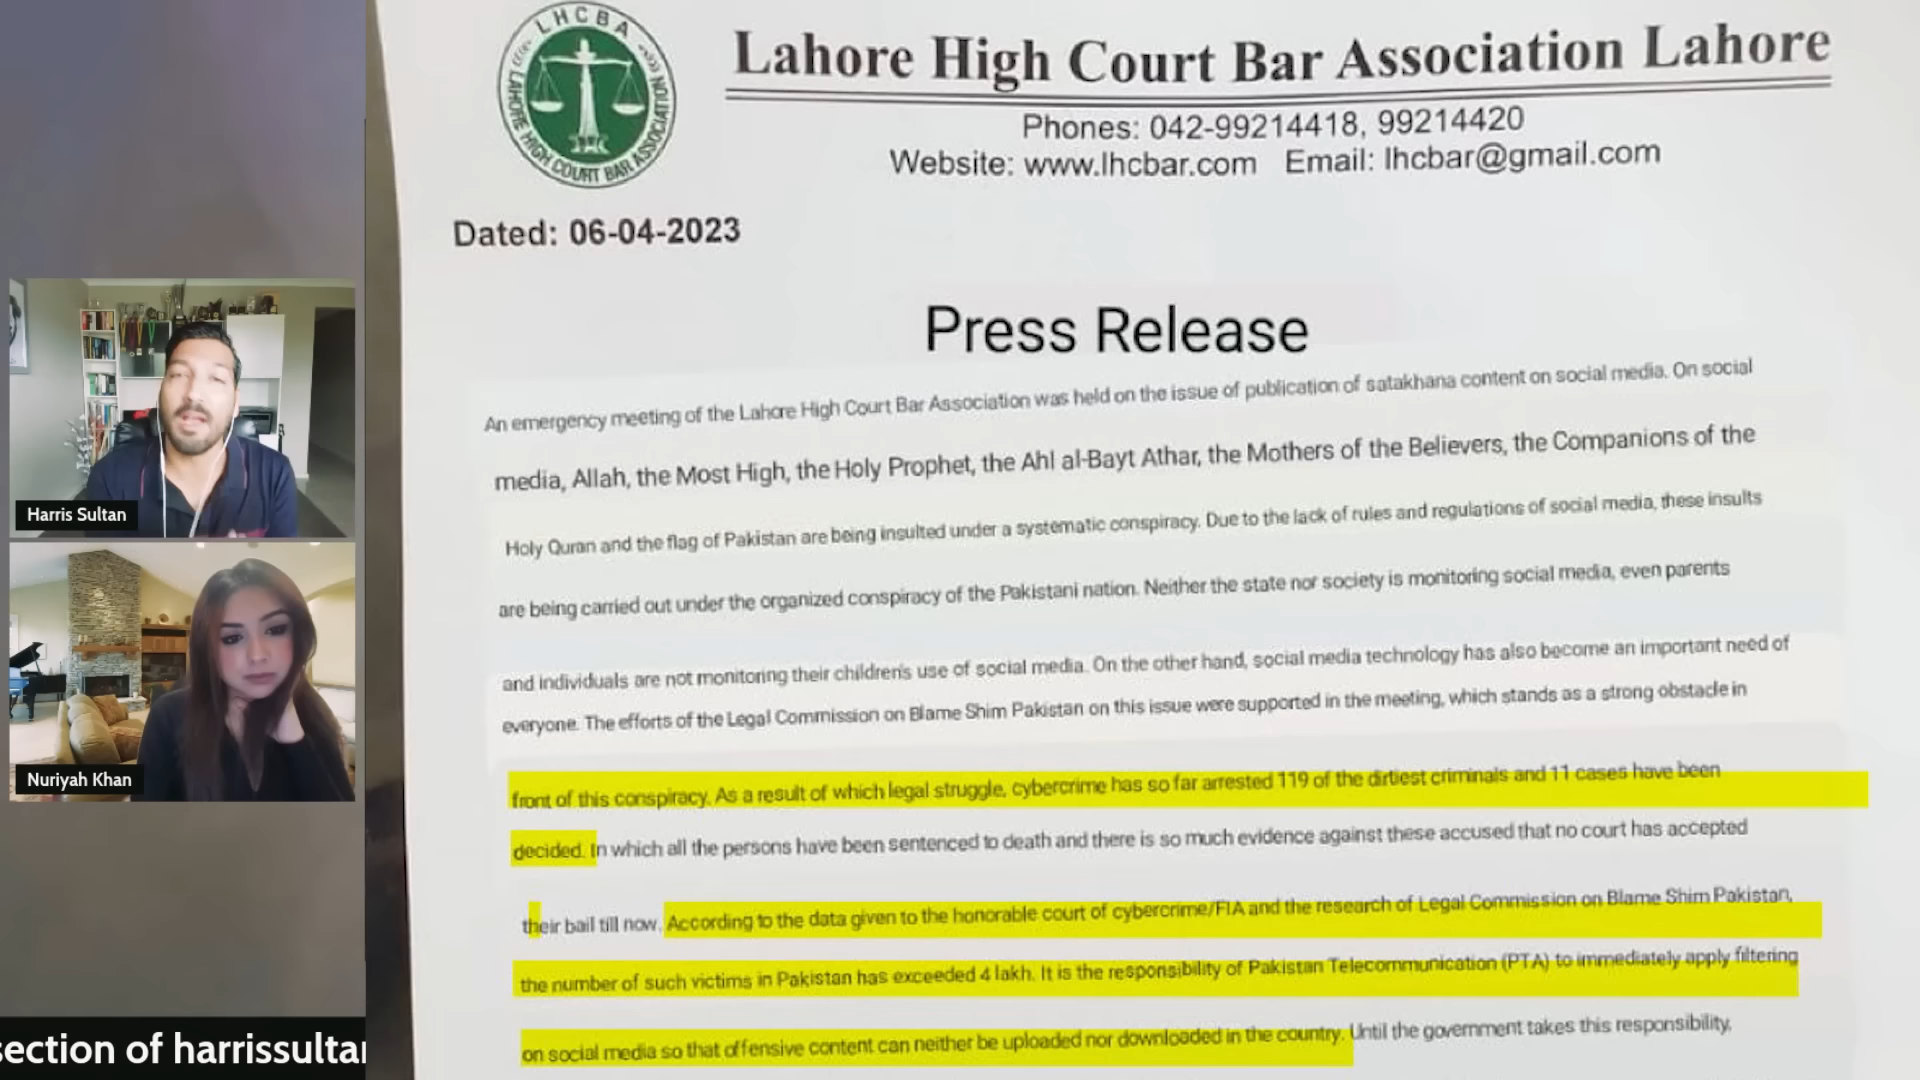 LHCBA
LAHORE HIGH COURT BAR ASSOCIATION
Lahore High Court Bar Association Lahore
Phones: 042-99214418, 99214420
Website: www.lhcbar.com Email: lhcbar@gmail.com
Dated: 06-04-2023
Press Release
An emergency meeting of the Lahore High Court Bar Association was held on the issue of publication of satakhana content on social media. On social
media, Allah, the Most High, the Holy Prophet, the Ahl al-Bayt Athar, the Mothers of the Believers, the Companions of the
Holy Quran and the flag of Pakistan are being insulted under a systematic conspiracy. Due to the lack of rules and regulations of social media, these insults
are being carried out under the organized conspiracy of the Pakistani nation. Neither the state nor society is monitoring social media, even parents
and individuals are not monitoring their children's use of social media. On the other hand, social media technology has also become an important need of
everyone. The efforts of the Legal Commission on Blame Shim Pakistan on this issue were supported in the meeting, which stands as a strong obstacle in
front of this conspiracy. As a result of which legal struggle, cybercrime has so far arrested 119 of the dirtiest criminals and 11 cases have been
decided. In which all the persons have been sentenced to death and there is so much evidence against these accused that no court has accepted
their bail till now. According to the data given to the honorable court of cybercrime/FIA and the research of Legal Commission on Blame Shim Pakistan,
the number of such victims in Pakistan has exceeded 4 lakh. It is the responsibility of Pakistan Telecommunication (PTA) to immediately apply filtering
on social media so that offensive content can neither be uploaded nor downloaded in the country. Until the government takes this responsibility,
Harris Sultan
Nuriyah Khan
section of harrissultan